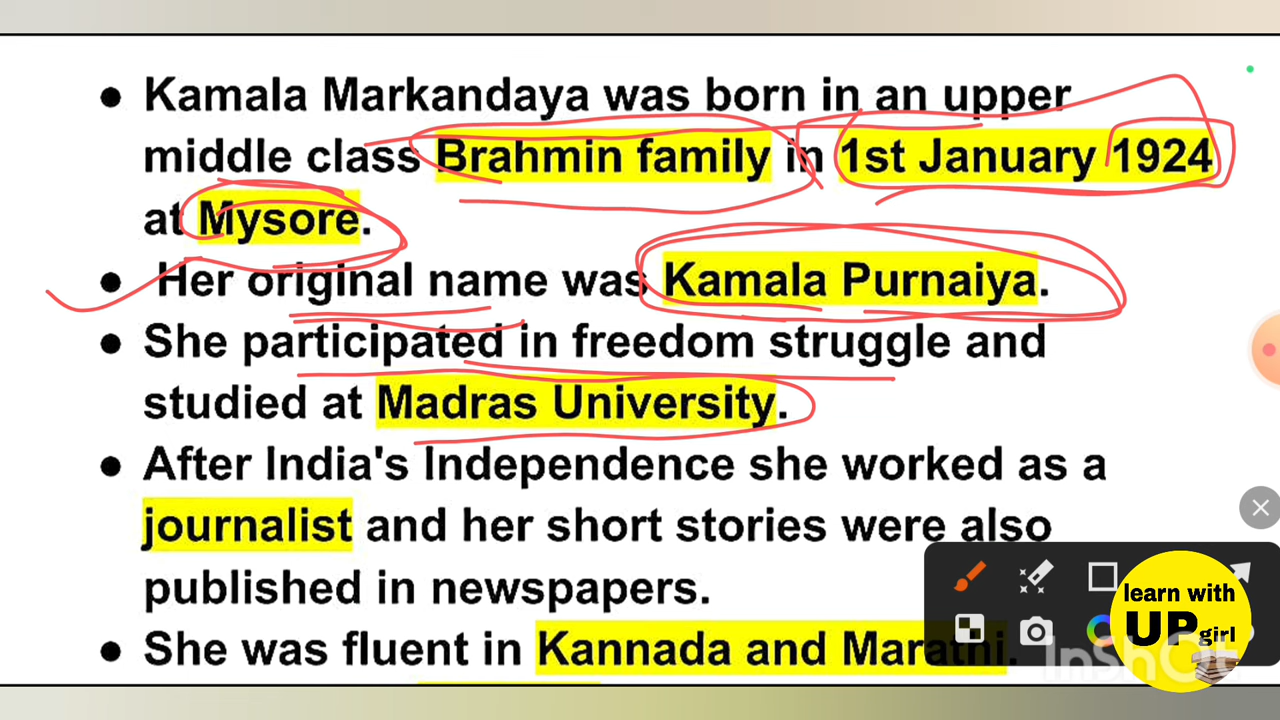 ● Kamala Markandaya was born in an upper
middle class Brahmin family in 1st January 1924
at Mysore.
● Her original name was Kamala Purnaiya.
● She participated in freedom struggle and
studied at Madras University.
● After India's Independence she worked as a
journalist and her short stories were also
published in newspapers.
● She was fluent in Kannada and Marathi.
learn with
UP girl
InShOt